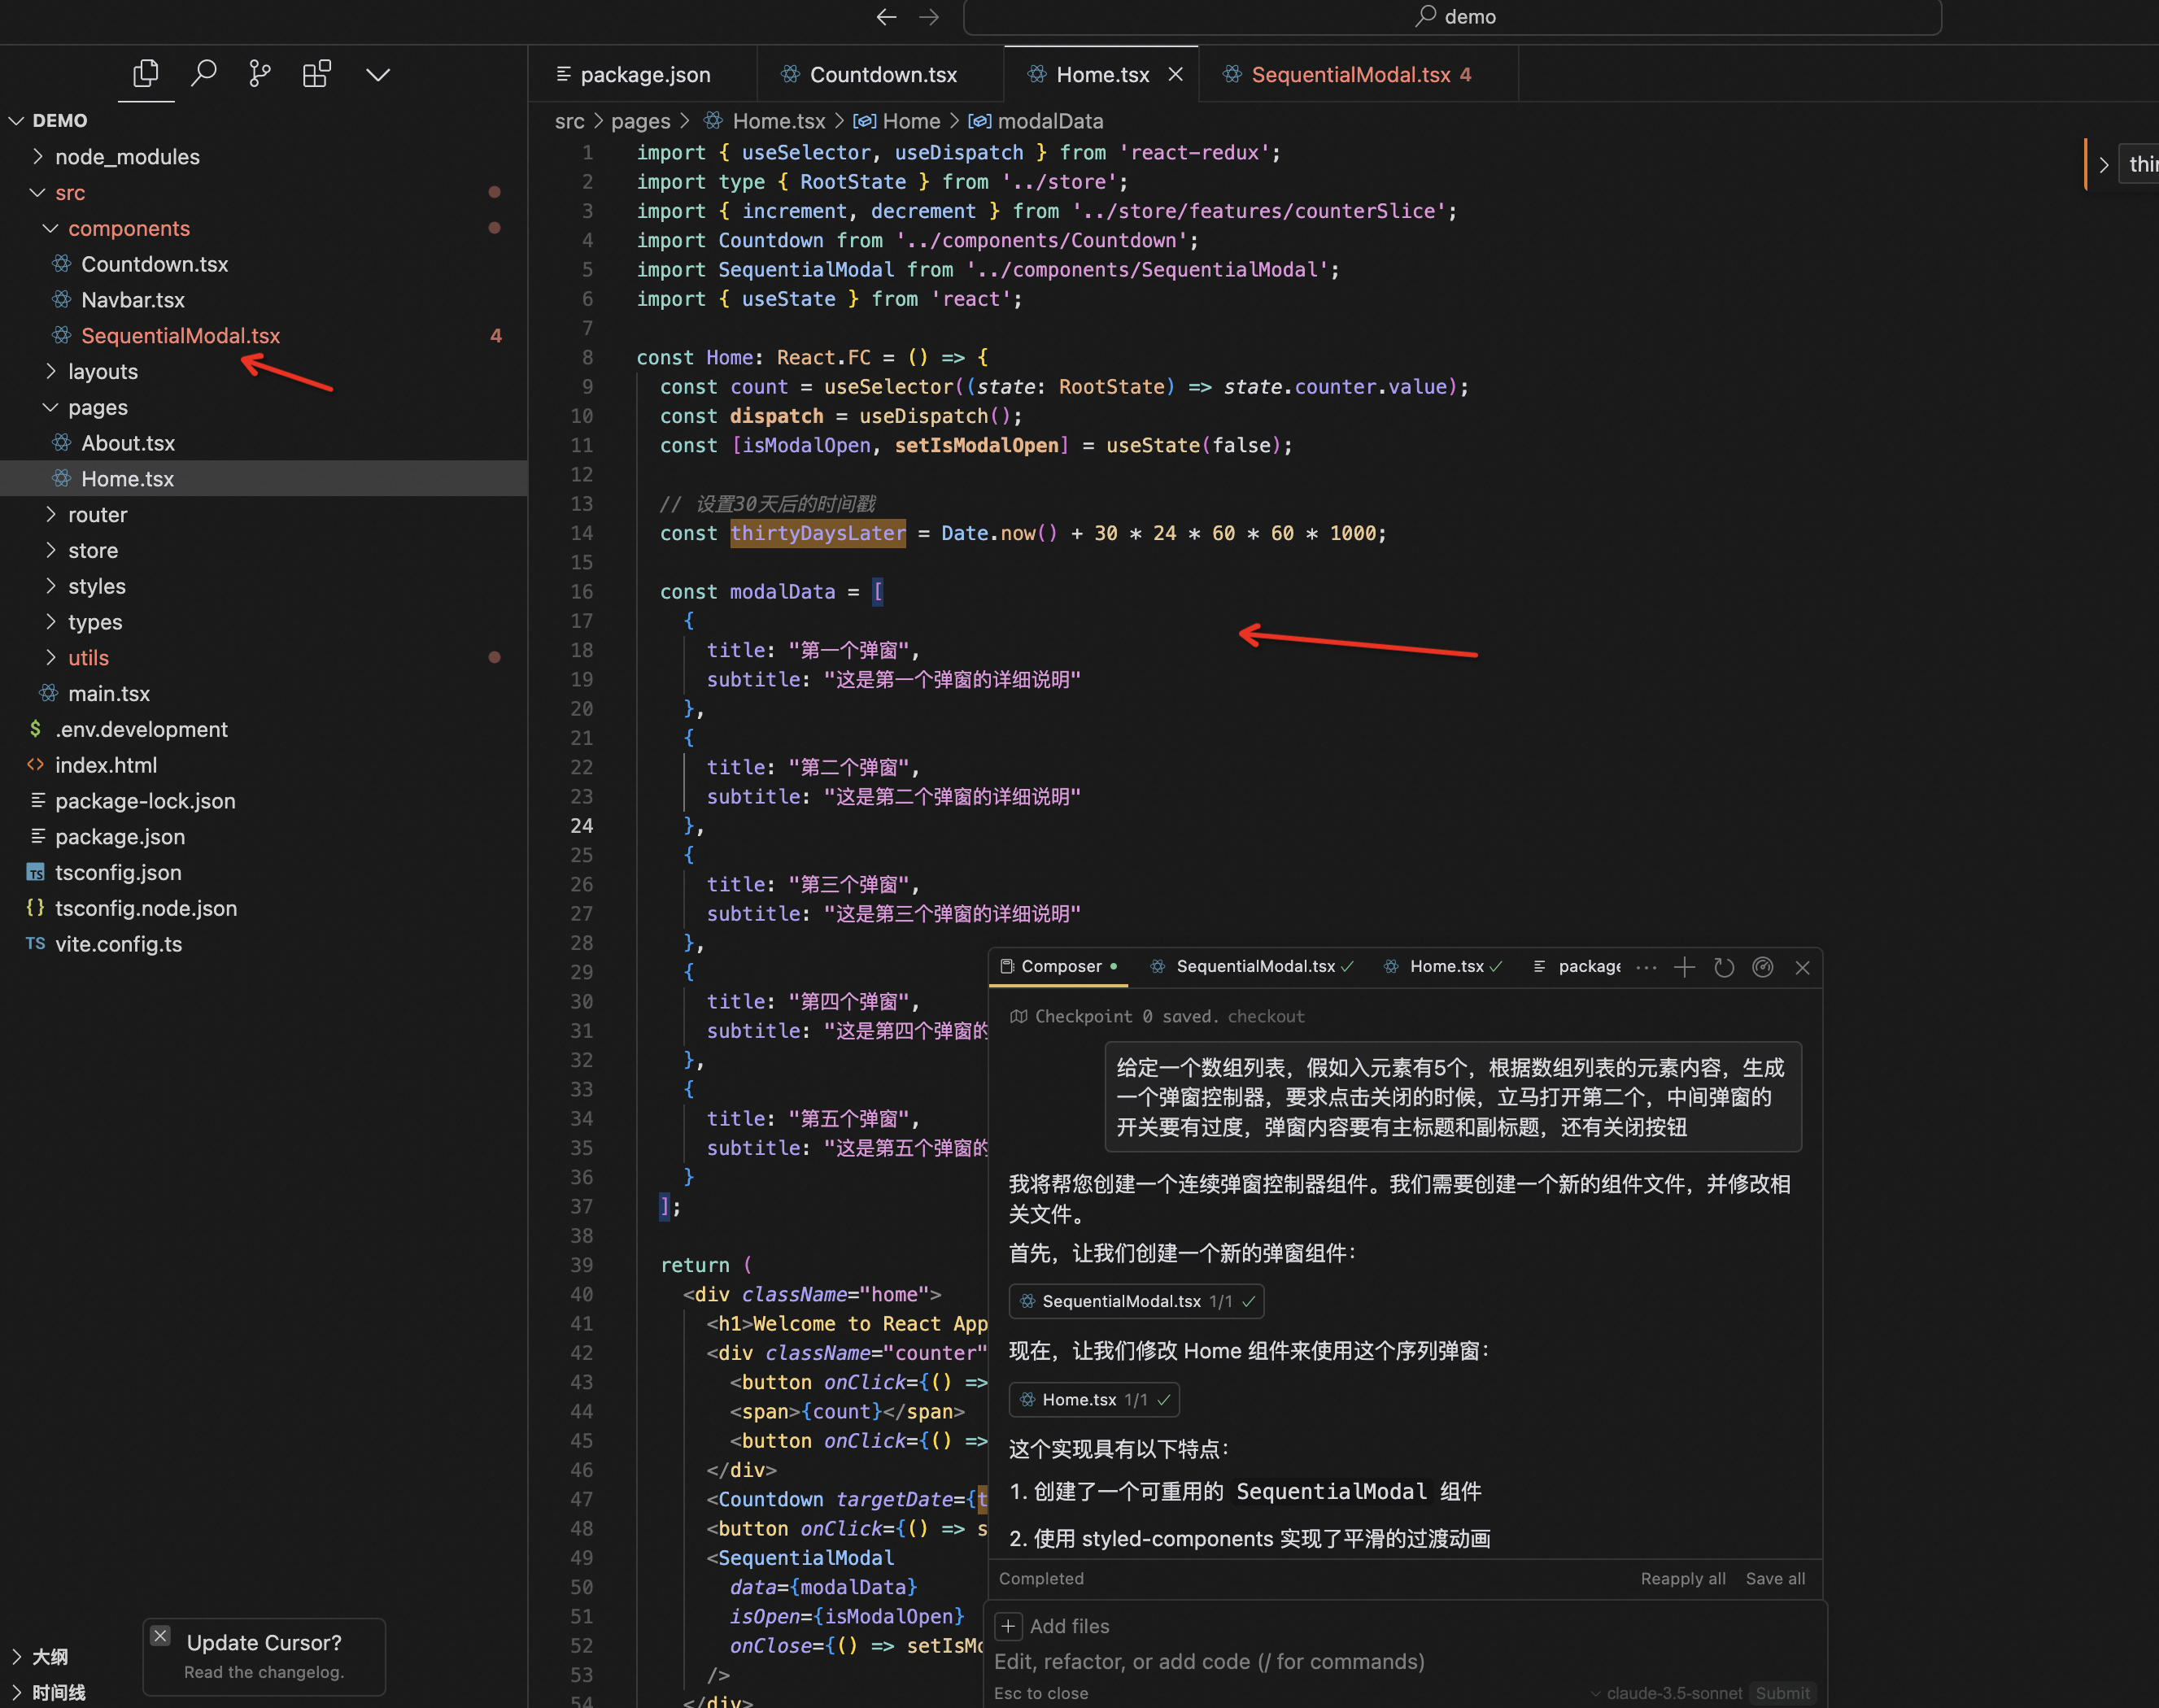 demo
DEMO
node_modules
src
components
Countdown.tsx
Navbar.tsx
SequentialModal.tsx 4
layouts
pages
About.tsx
Home.tsx
router
store
styles
types
utils
main.tsx
$ .env.development
<> index.html
package-lock.json
package.json
TS tsconfig.json
{} tsconfig.node.json
TS vite.config.ts
大纲
时间线
Update Cursor?
Read the changelog.
package.json Countdown.tsx Home.tsx SequentialModal.tsx 4
src > pages > Home.tsx > Home > modalData
1 import { useSelector, useDispatch } from 'react-redux';
2 import type { RootState } from '../store';
3 import { increment, decrement } from '../store/features/counterSlice';
4 import Countdown from '../components/Countdown';
5 import SequentialModal from '../components/SequentialModal';
6 import { useState } from 'react';
7
8 const Home: React.FC = () => {
9 const count = useSelector((state: RootState) => state.counter.value);
10 const dispatch = useDispatch();
11 const [isModalOpen, setIsModalOpen] = useState(false);
12
13 // 设置30天后的时间戳
14 const thirtyDaysLater = Date.now() + 30 * 24 * 60 * 60 * 1000;
15
16 const modalData = [
17 {
18 title: "第一个弹窗",
19 subtitle: "这是第一个弹窗的详细说明"
20 },
21 {
22 title: "第二个弹窗",
23 subtitle: "这是第二个弹窗的详细说明"
24 },
25 {
26 title: "第三个弹窗",
27 subtitle: "这是第三个弹窗的详细说明"
28 },
29 {
30 title: "第四个弹窗",
31 subtitle: "这是第四个弹窗的
32 },
33 {
34 title: "第五个弹窗",
35 subtitle: "这是第五个弹窗的
36 }
37 ];
38
39 return (
40 <div className="home">
41 <h1>Welcome to React App
42 <div className="counter"
43 <button onClick={() =>
44 <span>{count}</span>
45 <button onClick={() =>
46 </div>
47 <Countdown targetDate={t
48 <button onClick={() => s
49 <SequentialModal
50 data={modalData}
51 isOpen={isModalOpen}
52 onClose={() => setIsMo
53 />
54 </div>
thir
Composer SequentialModal.tsx Home.tsx package
Checkpoint 0 saved. checkout
给定一个数组列表，假如入元素有5个，根据数组列表的元素内容，生成
一个弹窗控制器，要求点击关闭的时候，立马打开第二个，中间弹窗的
开关要有过度，弹窗内容要有主标题和副标题，还有关闭按钮
我将帮您创建一个连续弹窗控制器组件。我们需要创建一个新的组件文件，并修改相
关文件。
首先，让我们创建一个新的弹窗组件：
SequentialModal.tsx 1/1
现在，让我们修改 Home 组件来使用这个序列弹窗：
Home.tsx 1/1
这个实现具有以下特点：
1. 创建了一个可重用的 SequentialModal 组件
2. 使用 styled-components 实现了平滑的过渡动画
Completed Reapply all Save all
+ Add files
Edit, refactor, or add code (/ for commands)
Esc to close claude-3.5-sonnet Submit